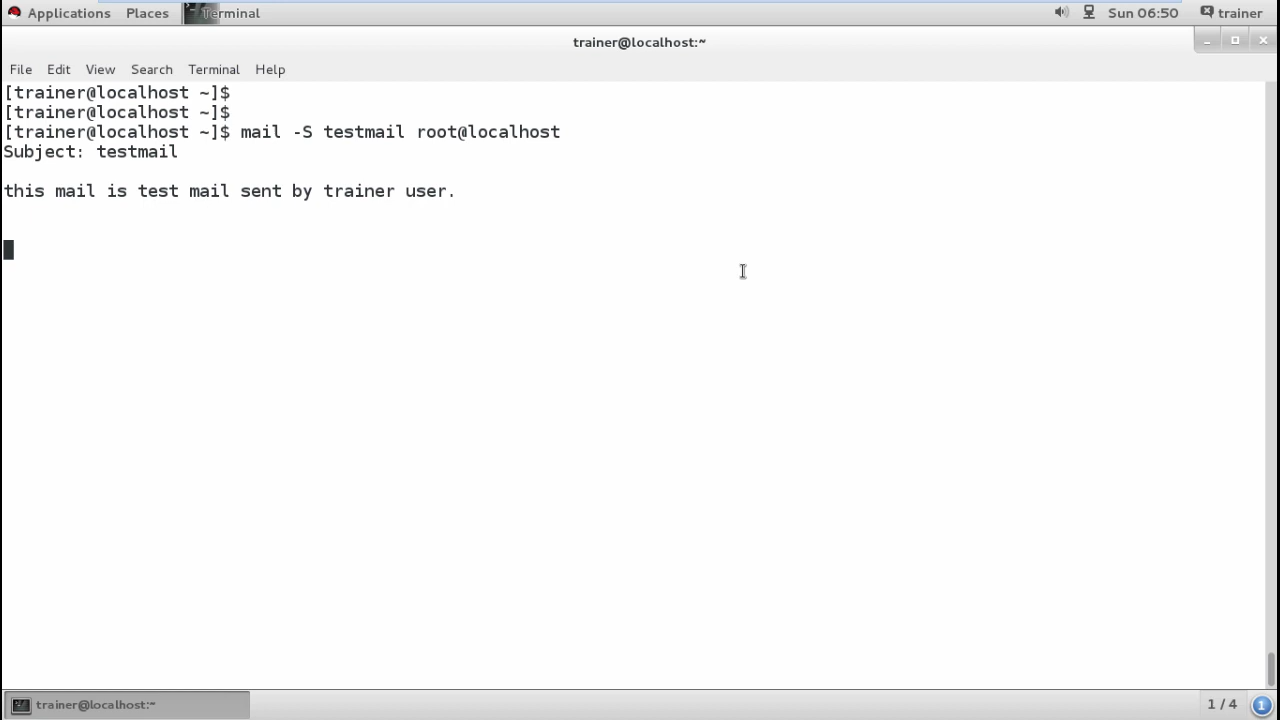 Applications Places Terminal Sun 06:50 trainer
trainer@localhost:~
File Edit View Search Terminal Help
[trainer@localhost ~]$
[trainer@localhost ~]$
[trainer@localhost ~]$ mail -S testmail root@localhost
Subject: testmail
this mail is test mail sent by trainer user.
trainer@localhost:~ 1 / 4 1